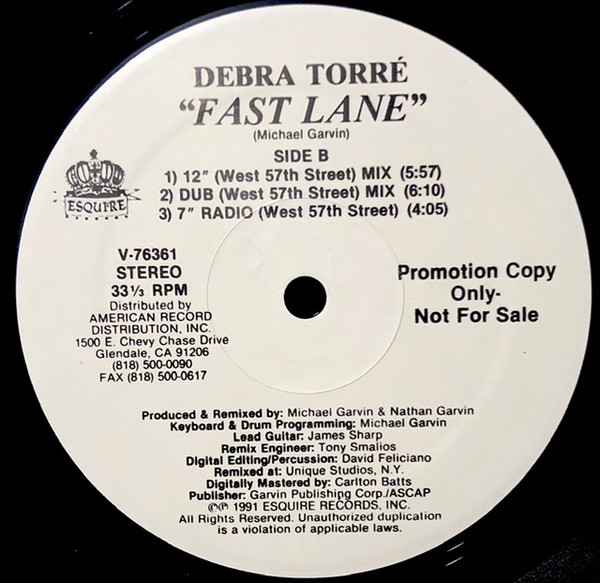 DEBRA TORRÉ
“FAST LANE”
(Michael Garvin)
SIDE B
1) 12” (West 57th Street) MIX (5:57)
2) DUB (West 57th Street) MIX (6:10)
3) 7” RADIO (West 57th Street) (4:05)
ESQUIRE
V-76361
STEREO
33⅓ RPM
Distributed by
AMERICAN RECORD
DISTRIBUTION, INC.
1500 E. Chevy Chase Drive
Glendale, CA 91206
(818) 500-0090
FAX (818) 500-0617
Promotion Copy
Only-
Not For Sale
Produced & Remixed by: Michael Garvin & Nathan Garvin
Keyboard & Drum Programming: Michael Garvin
Lead Guitar: James Sharp
Remix Engineer: Tony Smalios
Digital Editing/Percussion: David Feliciano
Remixed at: Unique Studios, N.Y.
Digitally Mastered by: Carlton Batts
Publisher: Garvin Publishing Corp./ASCAP
©℗ 1991 ESQUIRE RECORDS, INC.
All Rights Reserved. Unauthorized duplication
is a violation of applicable laws.